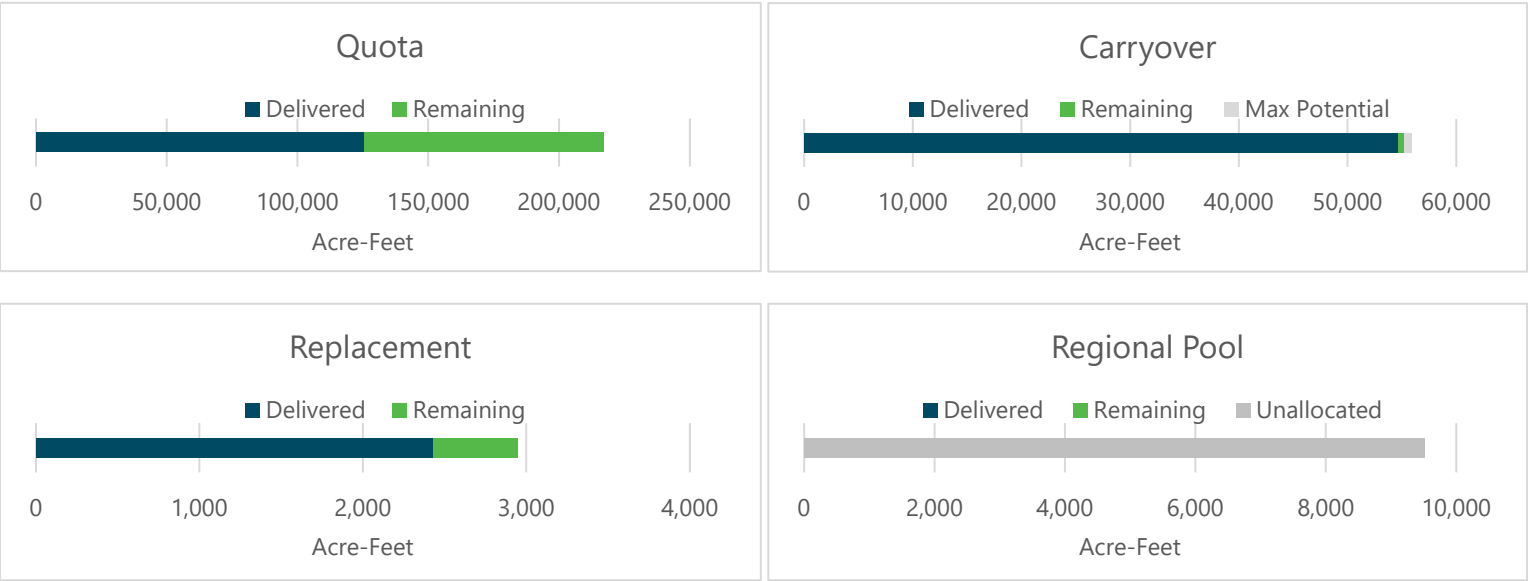 Quota
Delivered Remaining
0 50,000 100,000 150,000 200,000 250,000
Acre-Feet
Carryover
Delivered Remaining Max Potential
0 10,000 20,000 30,000 40,000 50,000 60,000
Acre-Feet
Replacement
Delivered Remaining
0 1,000 2,000 3,000 4,000
Acre-Feet
Regional Pool
Delivered Remaining Unallocated
0 2,000 4,000 6,000 8,000 10,000
Acre-Feet